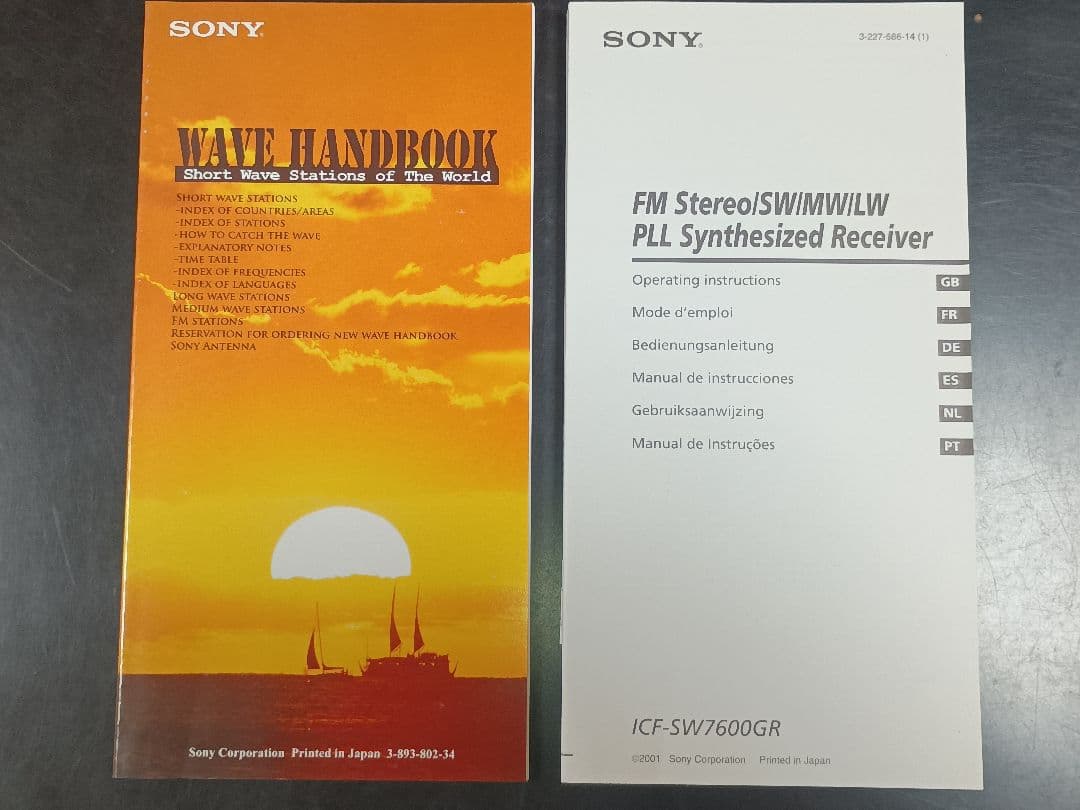 SONY
WAVE HANDBOOK
Short Wave Stations of The World
SHORT WAVE STATIONS
-INDEX OF COUNTRIES/AREAS
-INDEX OF STATIONS
-HOW TO CATCH THE WAVE
-EXPLANATORY NOTES
-TIME TABLE
-INDEX OF FREQUENCIES
-INDEX OF LANGUAGES
LONG WAVE STATIONS
MEDIUM WAVE STATIONS
FM STATIONS
RESERVATION FOR ORDERING NEW WAVE HANDBOOK
SONY ANTENNA
Sony Corporation Printed in Japan 3-893-802-34
SONY
3-227-686-14 (1)
FM Stereo/SW/MW/LW
PLL Synthesized Receiver
Operating instructions GB
Mode d'emploi FR
Bedienungsanleitung DE
Manual de instrucciones ES
Gebruiksaanwijzing NL
Manual de Instruções PT
ICF-SW7600GR
©2001 Sony Corporation Printed in Japan